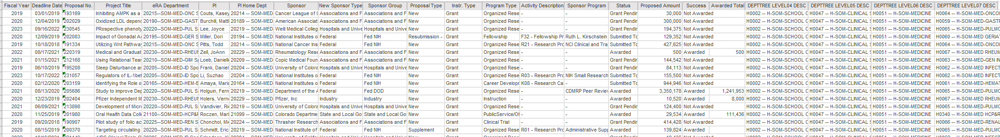 Fiscal Year Deadline Date Proposal No. Project Title eRA Department PI PI Home Dept Sponsor New Sponsor Type Sponsor Group Proposal Type Instr. Type Program Type Activity Description Sponsor Program Status Proposed Amount Success Awarded Total DEPTTREE LEVEL04 DESC DEPTTREE LEVEL05 DESC DEPTTREE LEVEL06 DESC DEPTTREE LEVEL07 DESC
2019 03/01/2019 193169 Inhibiting AMPK as a 20215--SOM-MED-ONC S Couts, Kasey 20214 -- SOM-MED- Cancer League of C Associations and F Associations and F New Grant Organized Rese - - Grant Pendir 30,000 Not Awarded H0002 -- H-SOM-SCHOOL C H0047 -- H-SOM-CLINICAL S H0051 -- H-SOM-MEDICINE H0064 -- H-SOM-MED-ONCO
2020 12/04/2019 202029 Oxidized LDL depend 20190--SOM-MED-GAST Burchill, Matt 20189 -- SOM-MED- American Associat Associations and F Associations and F New Grant Organized Rese - - Grant Pendir 300,000 Not Awarded H0002 -- H-SOM-SCHOOL C H0047 -- H-SOM-CLINICAL S H0051 -- H-SOM-MEDICINE H0059 -- H-SOM-MED-GAST
2023 09/16/2022 230545 PRospective phenoty 20220--SOM-MED-PUL S Lee, Joyce 20219 -- SOM-MED- Weill Medical Colleg Hospitals and Unive Hospitals and Unive New Grant Organized Rese - - Grant Pendir 194,375 Not Awarded H0002 -- H-SOM-SCHOOL C H0047 -- H-SOM-CLINICAL S H0051 -- H-SOM-MEDICINE H0065 -- H-SOM-MED-PULMO
2020 12/09/2019 202083 Impact of Gonadal A 20195--SOM-MED-GER S Miller, Dori 20194 -- SOM-MED- National Institutes o Federal Fed NIH Resubmission - Grant Fellowship F32 - Fellowship Pr Ruth L. Kirschstein Submitted To 129,352 Not Awarded H0002 -- H-SOM-SCHOOL C H0047 -- H-SOM-CLINICAL S H0051 -- H-SOM-MEDICINE H0060 -- H-SOM-MED GERIA
2019 10/18/2018 191334 Utilizing Wnt Pathway 20215--SOM-MED-ONC S Pitts, Todd 20214 -- SOM-MED- National Cancer Ins Federal Fed NIH New Grant Organized Rese R21 - Research Pro NCI Clinical and Tra Submitted To 427,625 Not Awarded H0002 -- H-SOM-SCHOOL C H0047 -- H-SOM-CLINICAL S H0051 -- H-SOM-MEDICINE H0064 -- H-SOM-MED-ONCO
2022 08/17/2021 220319 Medical and Graduat 20230--SOM-MED-RHEUM Zell, JoAnn 20229 -- SOM-MED- Rheumatology Rese Associations and F Associations and F New Grant Organized Rese - - Awarded 500 Awarded 500 H0002 -- H-SOM-SCHOOL C H0047 -- H-SOM-CLINICAL S H0051 -- H-SOM-MEDICINE H0067 -- H-SOM-MED RHEUM
2021 01/15/2021 212168 Using Relational Tear 20210--SOM-MED-GIM Sp Loeb, Danielle 20209 -- SOM-MED- Copic Medical Foun Associations and F Associations and F New Grant Organized Rese - - Grant Pendir 144,542 Not Awarded H0002 -- H-SOM-SCHOOL C H0047 -- H-SOM-CLINICAL S H0051 -- H-SOM-MEDICINE H0063 -- H-SOM-MED-GEN IN
2019 06/10/2019 195208 Sleep Disturbance ar 20205--SOM-MED-ID Spo Frank, Daniel 20204 -- SOM-MED- University of Colora Hospitals and Unive Hospitals and Unive New Grant Organized Rese - - Grant Pendir 84,113 Not Awarded H0002 -- H-SOM-SCHOOL C H0047 -- H-SOM-CLINICAL S H0051 -- H-SOM-MEDICINE H0062 -- H-SOM-MED INFECT
2023 10/17/2022 231057 Regulators of IL-1bet 20205--SOM-MED-ID Spo Li, Suzhao 20204 -- SOM-MED- National Institutes o Federal Fed NIH New Grant Organized Rese R03 - Research Pro NIH Small Research Submitted To 155,500 Not Awarded H0002 -- H-SOM-SCHOOL C H0047 -- H-SOM-CLINICAL S H0051 -- H-SOM-MEDICINE H0062 -- H-SOM-MED INFECT
2020 02/12/2020 203159 Identifying the Role o 20165--SOM-MED-HEM-E Amaya, Maria 20164 -- SOM-MED- National Institutes o Federal Fed NIH New Grant Career Developm K08 - Research Ca - Submitted To 944,946 Not Awarded H0002 -- H-SOM-SCHOOL C H0047 -- H-SOM-CLINICAL S H0051 -- H-SOM-MEDICINE H0061 -- H-SOM-MED-HEMAT
2021 08/13/2020 205686 Study to improve Dep 20220--SOM-MED-PUL S Holguin, Fern 20219 -- SOM-MED- Department of the A Federal Fed DOD New Grant Organized Rese - CDMRP Peer Review Awarded 3,350,178 Awarded 1,241,953 H0002 -- H-SOM-SCHOOL C H0047 -- H-SOM-CLINICAL S H0051 -- H-SOM-MEDICINE H0065 -- H-SOM-MED-PULMO
2020 12/23/2019 202404 Pfizer Independent M 20230--SOM-MED-RHEUM Holers, Verno 20229 -- SOM-MED- Pfizer, Inc Industry Industry New Grant Instruction - - Awarded 10,520 Awarded 8,000 H0002 -- H-SOM-SCHOOL C H0047 -- H-SOM-CLINICAL S H0051 -- H-SOM-MEDICINE H0067 -- H-SOM-MED RHEUM
2021 06/09/2021 213898 Development of Micr 20220--SOM-MED-PUL S Vandivier, Ri 20219 -- SOM-MED- University of Colora Hospitals and Unive Hospitals and Unive New Grant Organized Rese - - Grant Pendir 124,400 Not Awarded H0002 -- H-SOM-SCHOOL C H0047 -- H-SOM-CLINICAL S H0051 -- H-SOM-MEDICINE H0065 -- H-SOM-MED-PULMO
2020 11/25/2019 201980 Oral Health Data Coll 21100--SOM-MED-HCP&R Roczen, Mari 21099 -- SOM-MED- Colorado Departme State and Local Go State and Local Go New Grant PublicService/Ot - - Awarded 29,534 Awarded 111,436 H0002 -- H-SOM-SCHOOL C H0047 -- H-SOM-CLINICAL S H0051 -- H-SOM-MEDICINE H0340 -- H-SOM-MED HCP&R
2019 09/20/2018 190907 Pilot study of folic ac 20225--SOM-MED-REN S Chonchol, Mi 20224 -- SOM-MED- Thrasher Research Associations and F Associations and F New Grant Clinical Trial - - Grant Pendir 414,428 Not Awarded H0002 -- H-SOM-SCHOOL C H0047 -- H-SOM-CLINICAL S H0051 -- H-SOM-MEDICINE H0066 -- H-SOM-MED-RENAL
2020 08/15/2019 200370 Targeting circulating 20220--SOM-MED-PUL S Schmidt, Eric 20219 -- SOM-MED- National Institute of Federal Fed NIH Supplement Grant Organized Rese R01 - Research Pro Administrative Supp Awarded 139,824 Awarded H0002 -- H-SOM-SCHOOL C H0047 -- H-SOM-CLINICAL S H0051 -- H-SOM-MEDICINE H0065 -- H-SOM-MED-PULMO